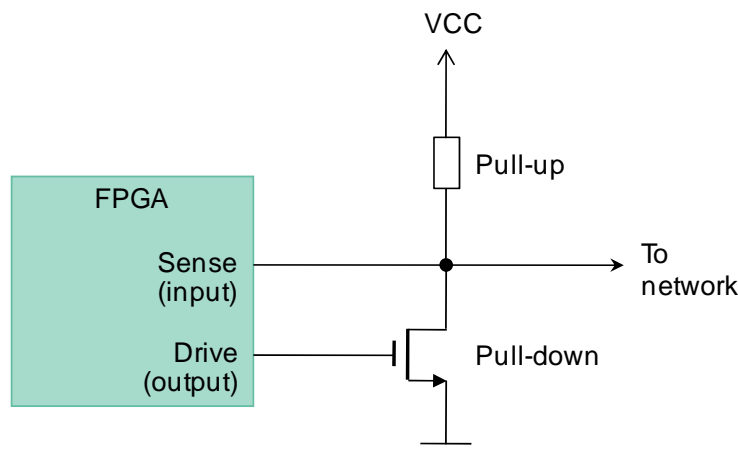 VCC
Pull-up
FPGA
Sense
(input)
To
network
Drive
(output)
Pull-down